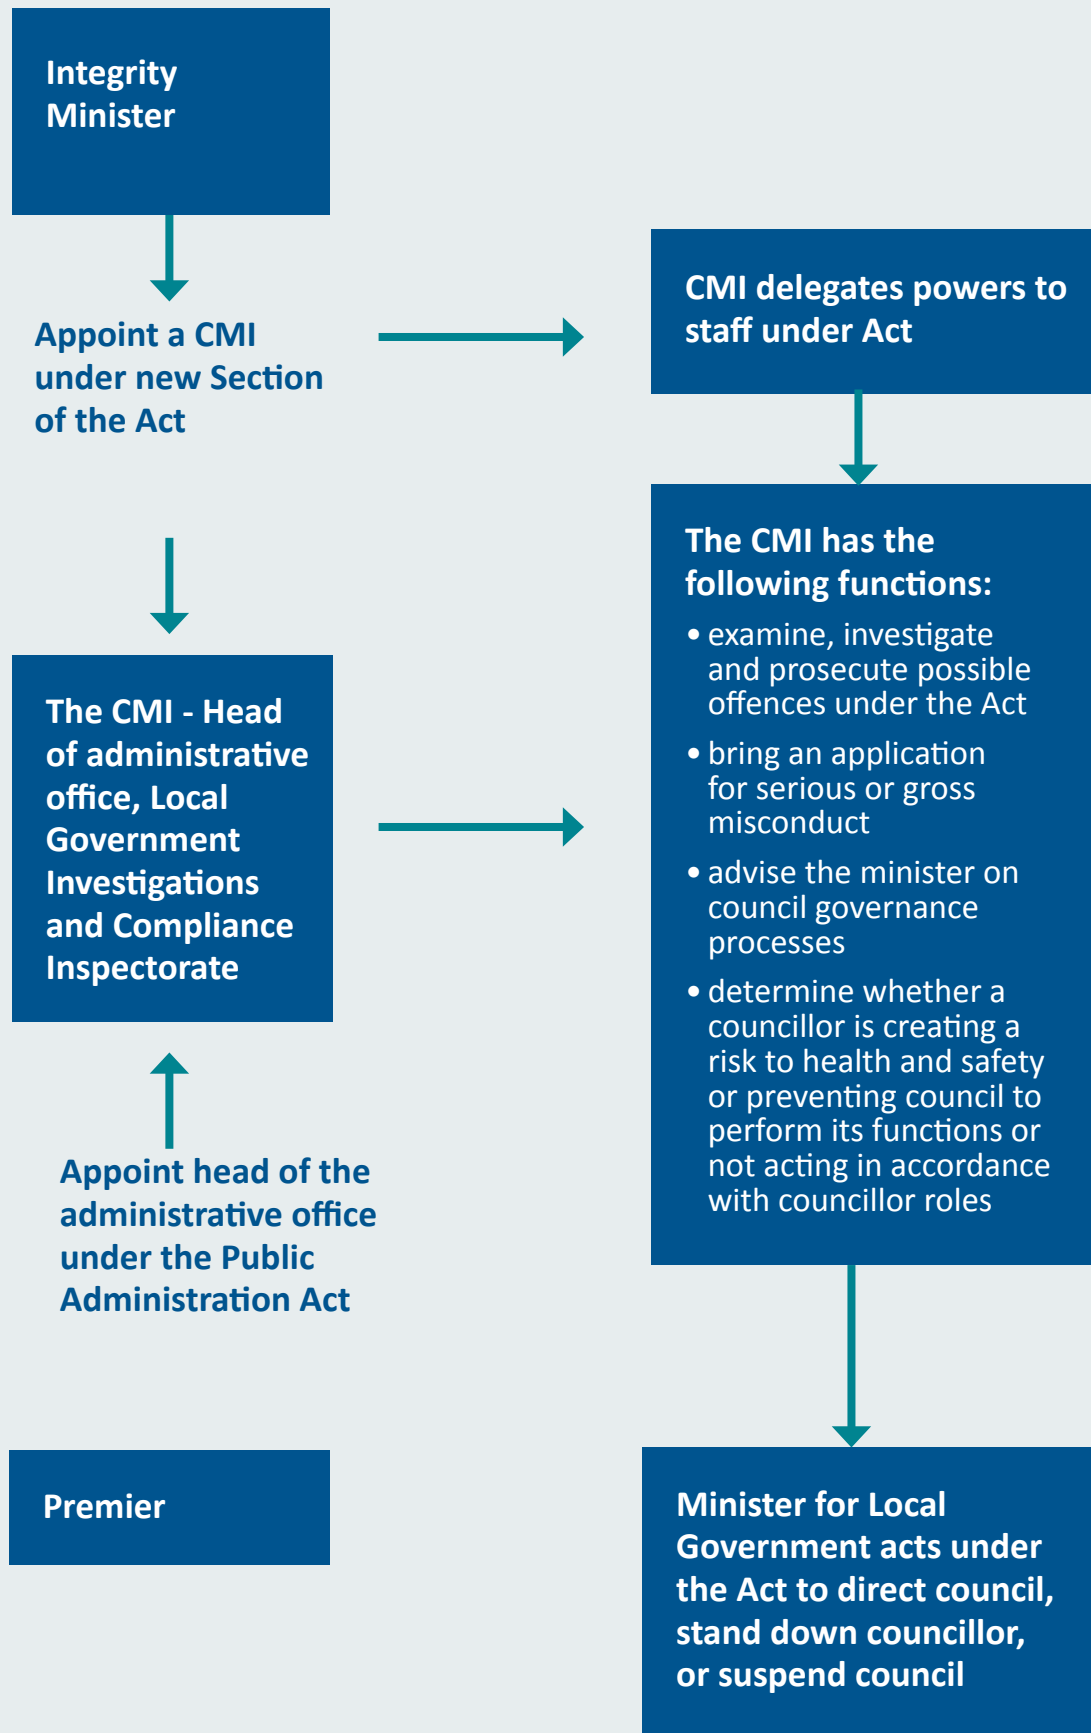 Integrity
Minister
Appoint a CMI
under new Section
of the Act
The CMI - Head
of administrative
office, Local
Government
Investigations
and Compliance
Inspectorate
Appoint head of the
administrative office
under the Public
Administration Act
Premier
CMI delegates powers to
staff under Act
The CMI has the
following functions:
• examine, investigate
and prosecute possible
offences under the Act
• bring an application
for serious or gross
misconduct
• advise the minister on
council governance
processes
• determine whether a
councillor is creating a
risk to health and safety
or preventing council to
perform its functions or
not acting in accordance
with councillor roles
Minister for Local
Government acts under
the Act to direct council,
stand down councillor,
or suspend council